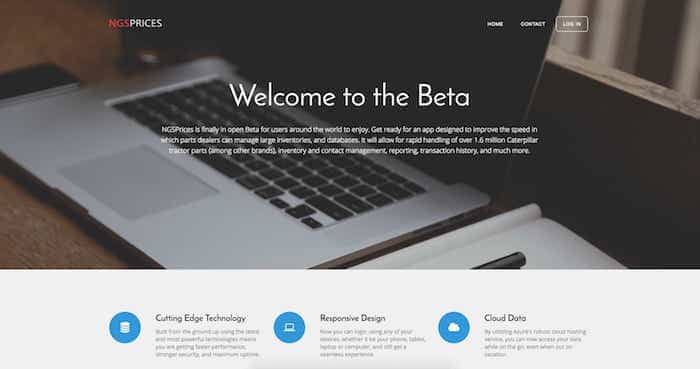 NGSPRICES
HOME CONTACT LOG IN
Welcome to the Beta
NGSPrices is finally in open Beta for users around the world to enjoy. Get ready for an app designed to improve the speed in
which parts dealers can manage large inventories, and databases. It will allow for rapid handling of over 1.6 million Caterpillar
tractor parts (among other brands), inventory and contact management, reporting, transaction history, and much more.
Cutting Edge Technology
Built from the ground up using the latest
and most powerful technologies means
you are getting faster performance,
stronger security, and maximum uptime.
Responsive Design
Now you can login using any of your
devices, whether it be your phone, tablet,
laptop or computer, and still get a
seamless experience.
Cloud Data
By utilizing Azure's robust cloud hosting
service, you can now access your data
while on the go, even when out on
vacation.